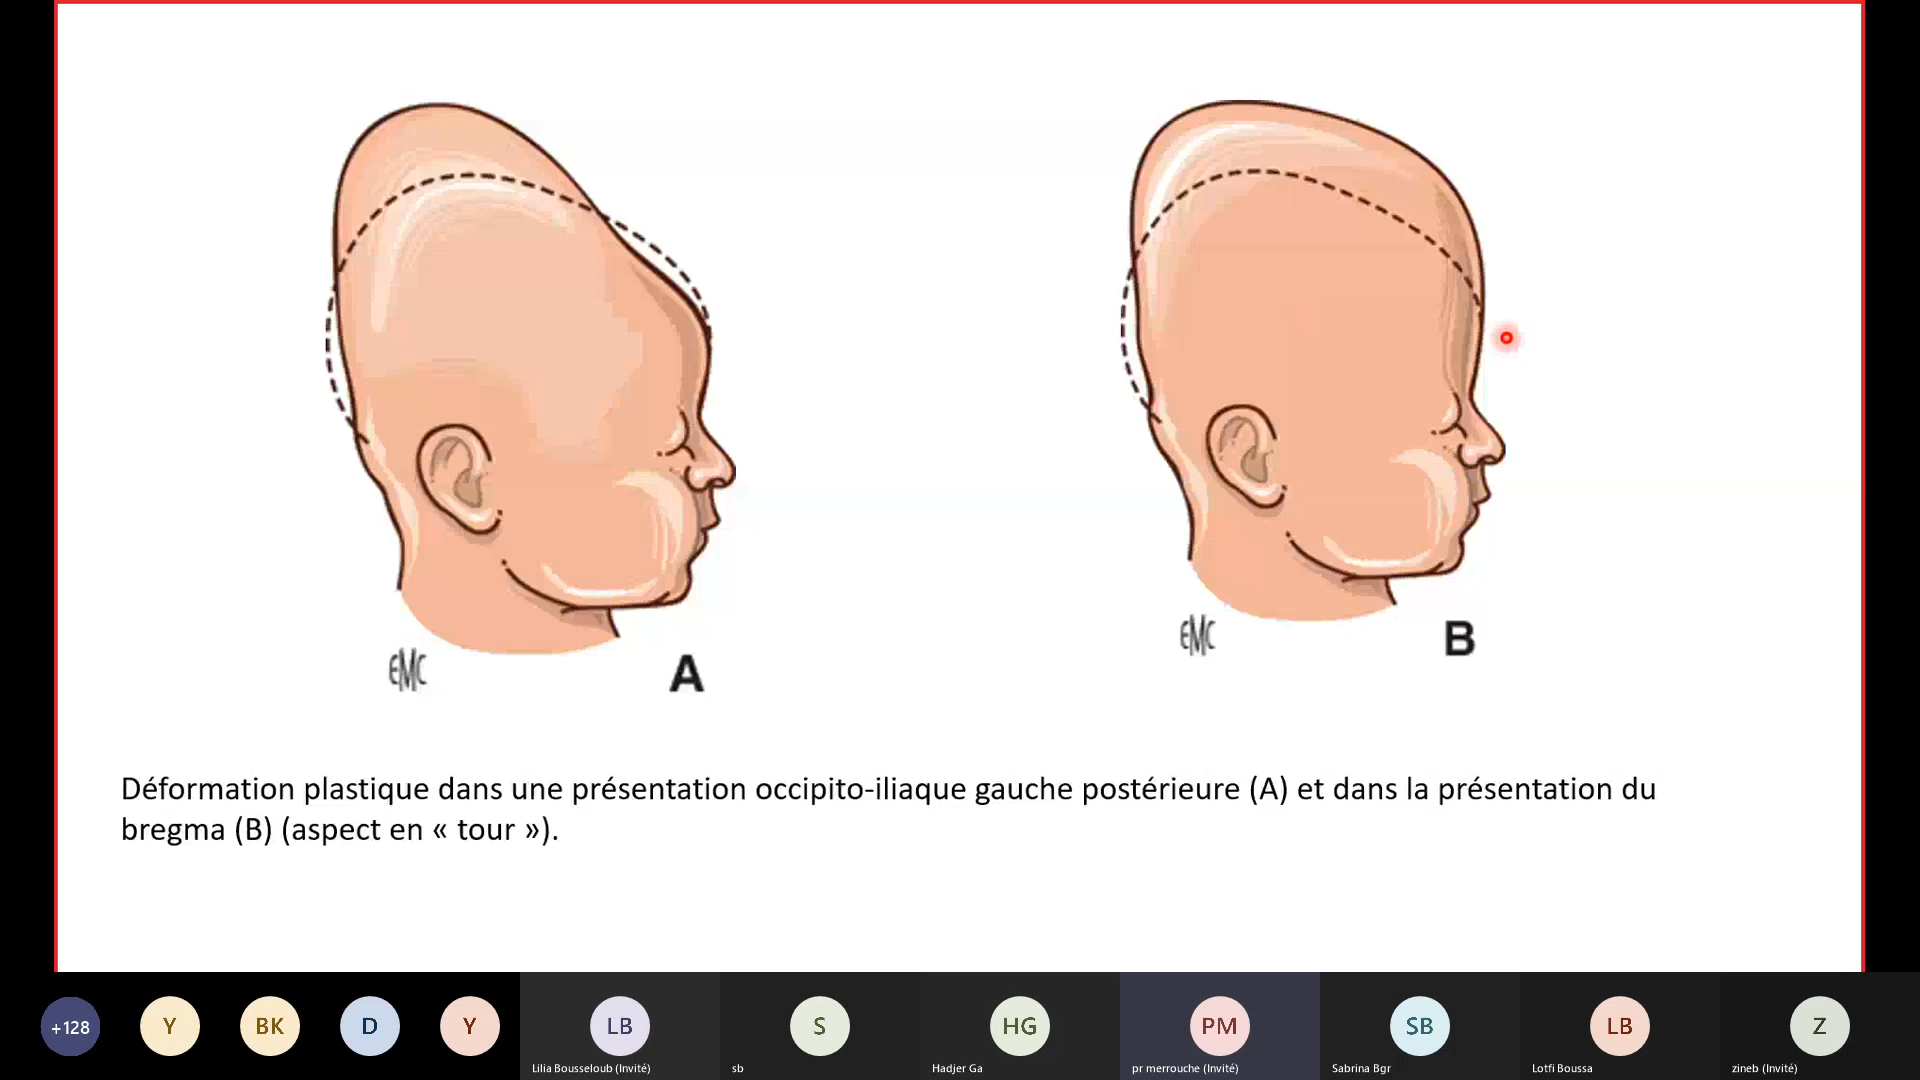 EMC
A
EMC
B
Déformation plastique dans une présentation occipito-iliaque gauche postérieure (A) et dans la présentation du
bregma (B) (aspect en « tour »).
+128
Y
BK
D
Y
LB
Lilia Bousseloub (Invité)
S
sb
HG
Hadjer Ga
PM
pr merrouche (Invité)
SB
Sabrina Bgr
LB
Lotfi Boussa
Z
zineb (Invité)